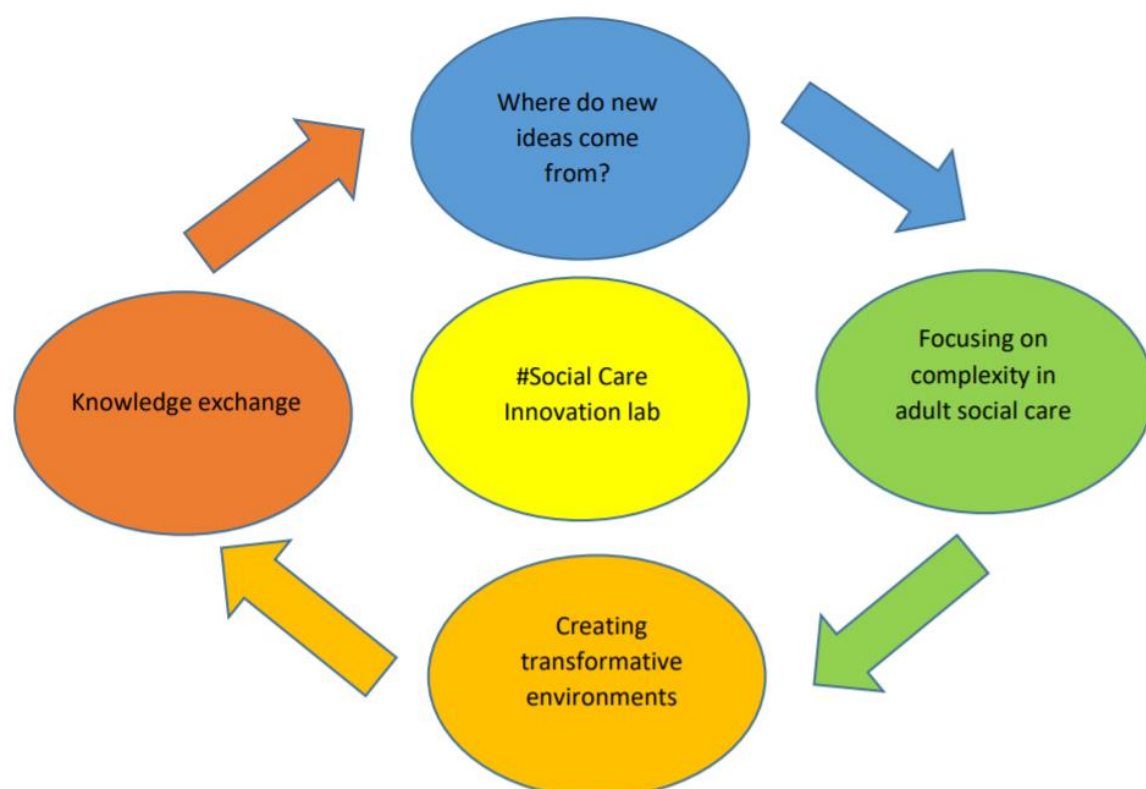 Where do new
ideas come
from?
Focusing on
complexity in
adult social care
#Social Care
Innovation lab
Knowledge exchange
Creating
transformative
environments